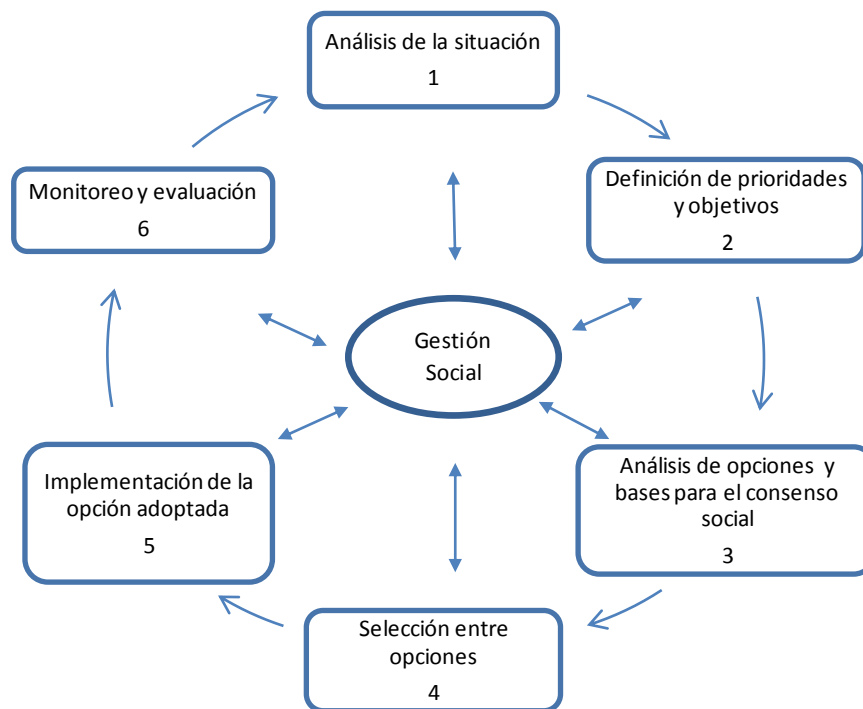 Análisis de la situación
1
Definición de prioridades
y objetivos
2
Análisis de opciones y
bases para el consenso
social
3
Selección entre
opciones
4
Implementación de la
opción adoptada
5
Monitoreo y evaluación
6
Gestión
Social